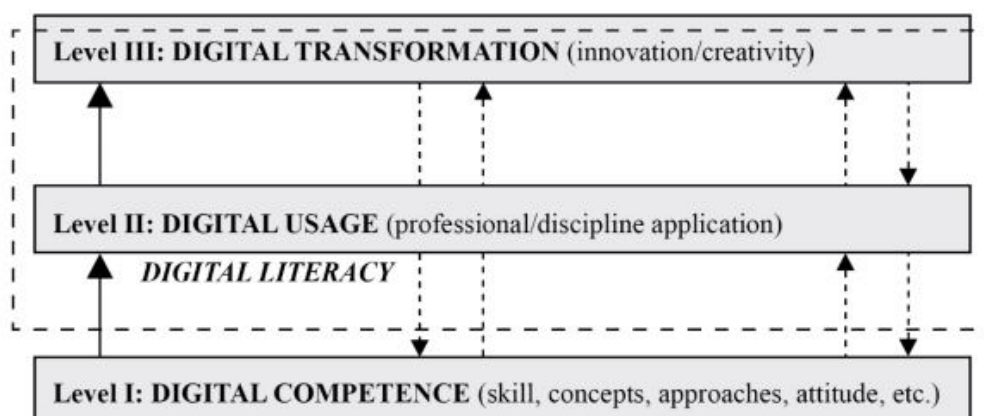 Level III: DIGITAL TRANSFORMATION (innovation/creativity)
Level II: DIGITAL USAGE (professional/discipline application)
DIGITAL LITERACY
Level I: DIGITAL COMPETENCE (skill, concepts, approaches, attitude, etc.)